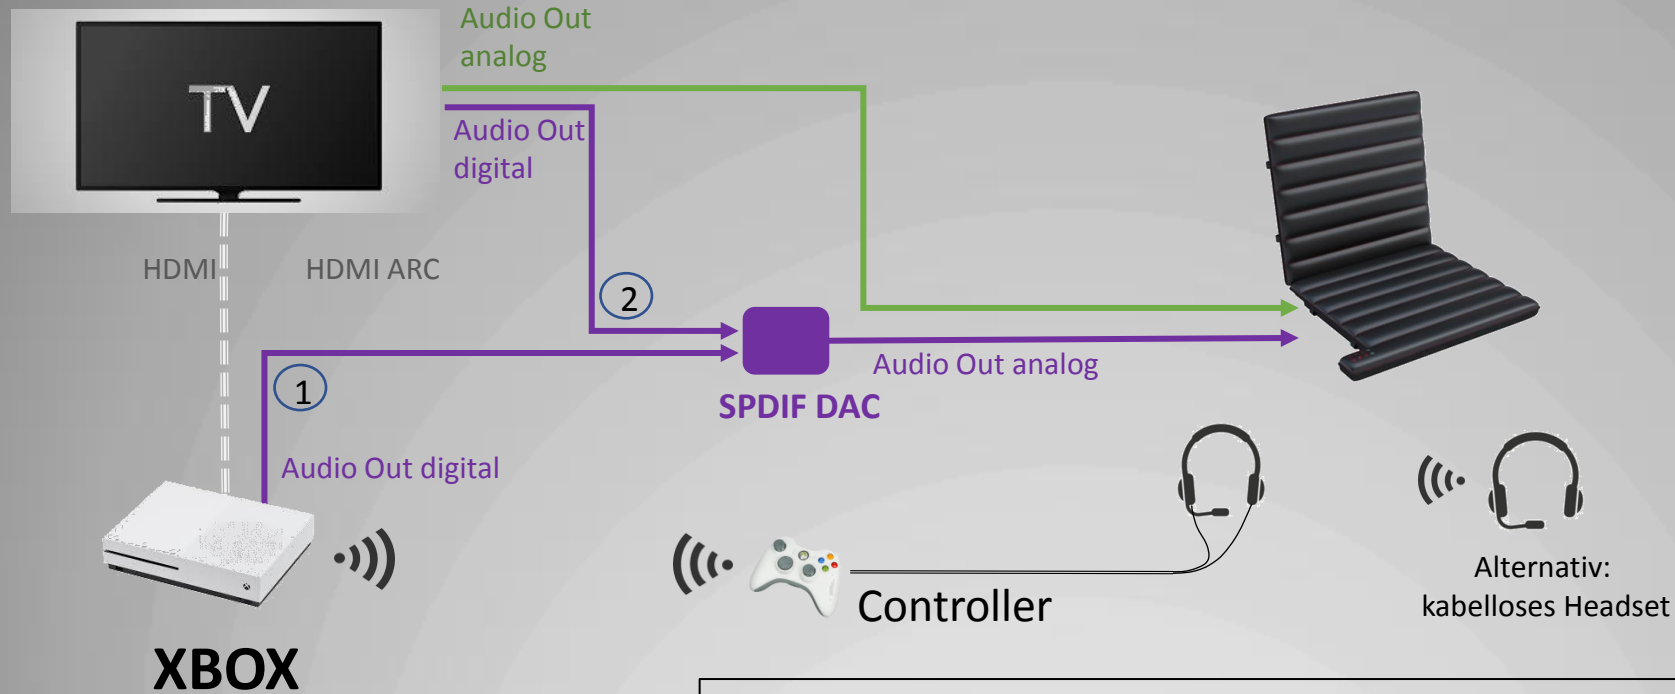 Audio Out
analog
TV
Audio Out
digital
HDMI
HDMI ARC
2
1
Audio Out analog
SPDIF DAC
Audio Out digital
Controller
Alternativ:
kabelloses Headset
XBOX